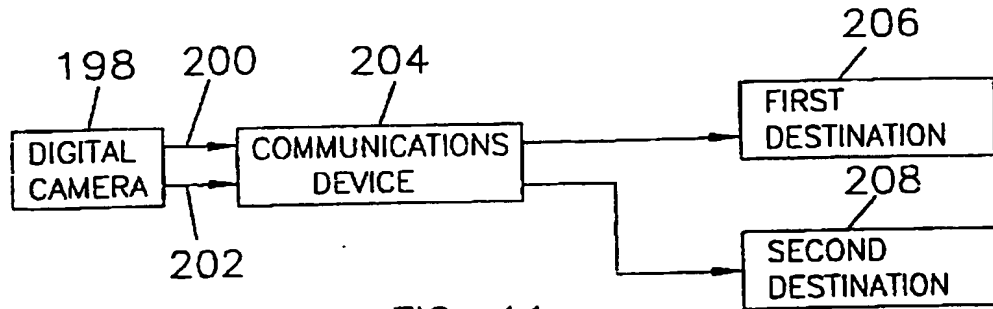 198
200
204
206
DIGITAL
CAMERA
COMMUNICATIONS
DEVICE
FIRST
DESTINATION
202
208
SECOND
DESTINATION